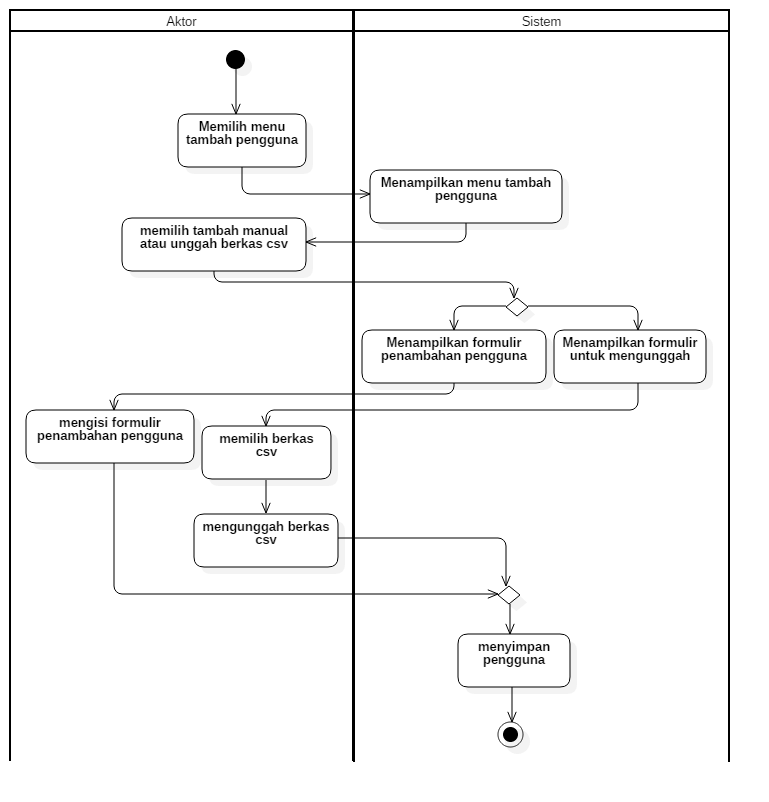 Aktor
Sistem
Memilih menu
tambah pengguna
Menampilkan menu tambah
pengguna
memilih tambah manual
atau unggah berkas csv
Menampilkan formulir
penambahan pengguna
Menampilkan formulir
untuk mengunggah
mengisi formulir
penambahan pengguna
memilih berkas
csv
mengunggah berkas
csv
menyimpan
pengguna